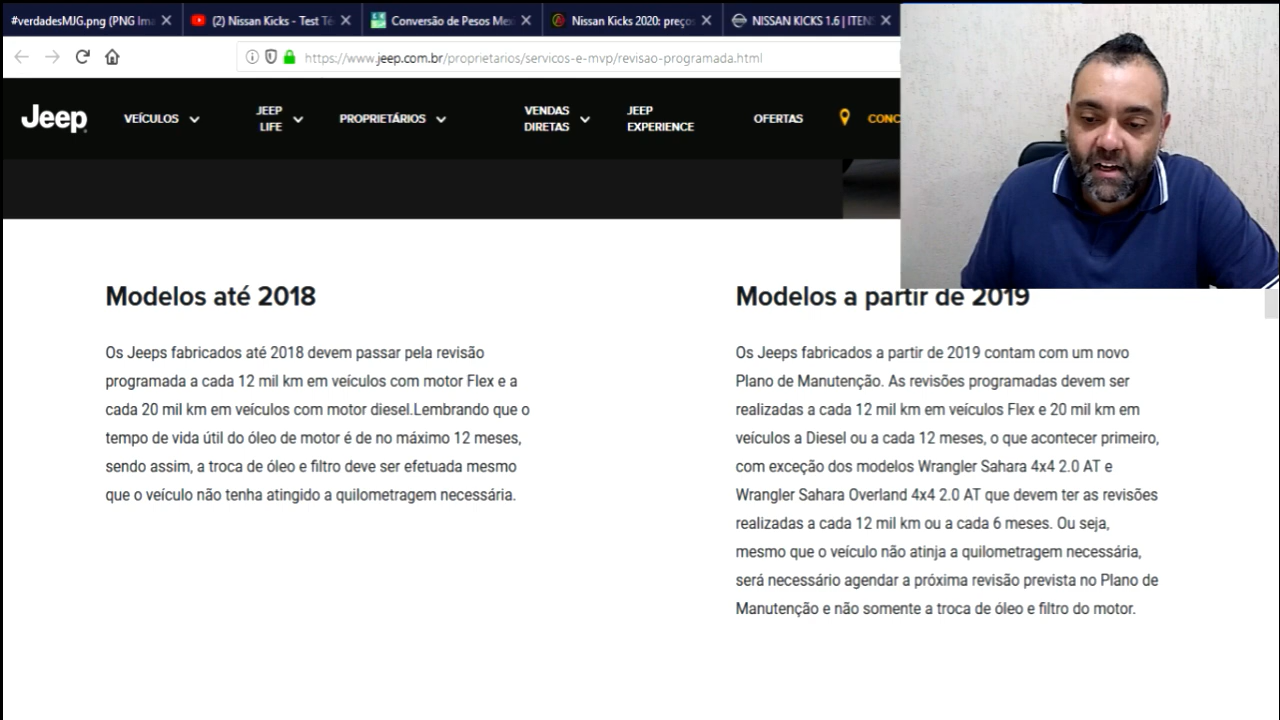 #verdadesMJG.png (PNG Ima
(2) Nissan Kicks - Test Té
Conversão de Pesos Mex
Nissan Kicks 2020: preços
NISSAN KICKS 1.6 | ITENS
https://www.jeep.com.br/proprietarios/servicos-e-mvp/revisao-programada.html
Jeep
VEÍCULOS
JEEP
LIFE
PROPRIETÁRIOS
VENDAS
DIRETAS
JEEP
EXPERIENCE
OFERTAS
CONC
Modelos até 2018
Os Jeeps fabricados até 2018 devem passar pela revisão
programada a cada 12 mil km em veículos com motor Flex e a
cada 20 mil km em veículos com motor diesel.Lembrando que o
tempo de vida útil do óleo de motor é de no máximo 12 meses,
sendo assim, a troca de óleo e filtro deve ser efetuada mesmo
que o veículo não tenha atingido a quilometragem necessária.
Modelos a partir de 2019
Os Jeeps fabricados a partir de 2019 contam com um novo
Plano de Manutenção. As revisões programadas devem ser
realizadas a cada 12 mil km em veículos Flex e 20 mil km em
veículos a Diesel ou a cada 12 meses, o que acontecer primeiro,
com exceção dos modelos Wrangler Sahara 4x4 2.0 AT e
Wrangler Sahara Overland 4x4 2.0 AT que devem ter as revisões
realizadas a cada 12 mil km ou a cada 6 meses. Ou seja,
mesmo que o veículo não atinja a quilometragem necessária,
será necessário agendar a próxima revisão prevista no Plano de
Manutenção e não somente a troca de óleo e filtro do motor.